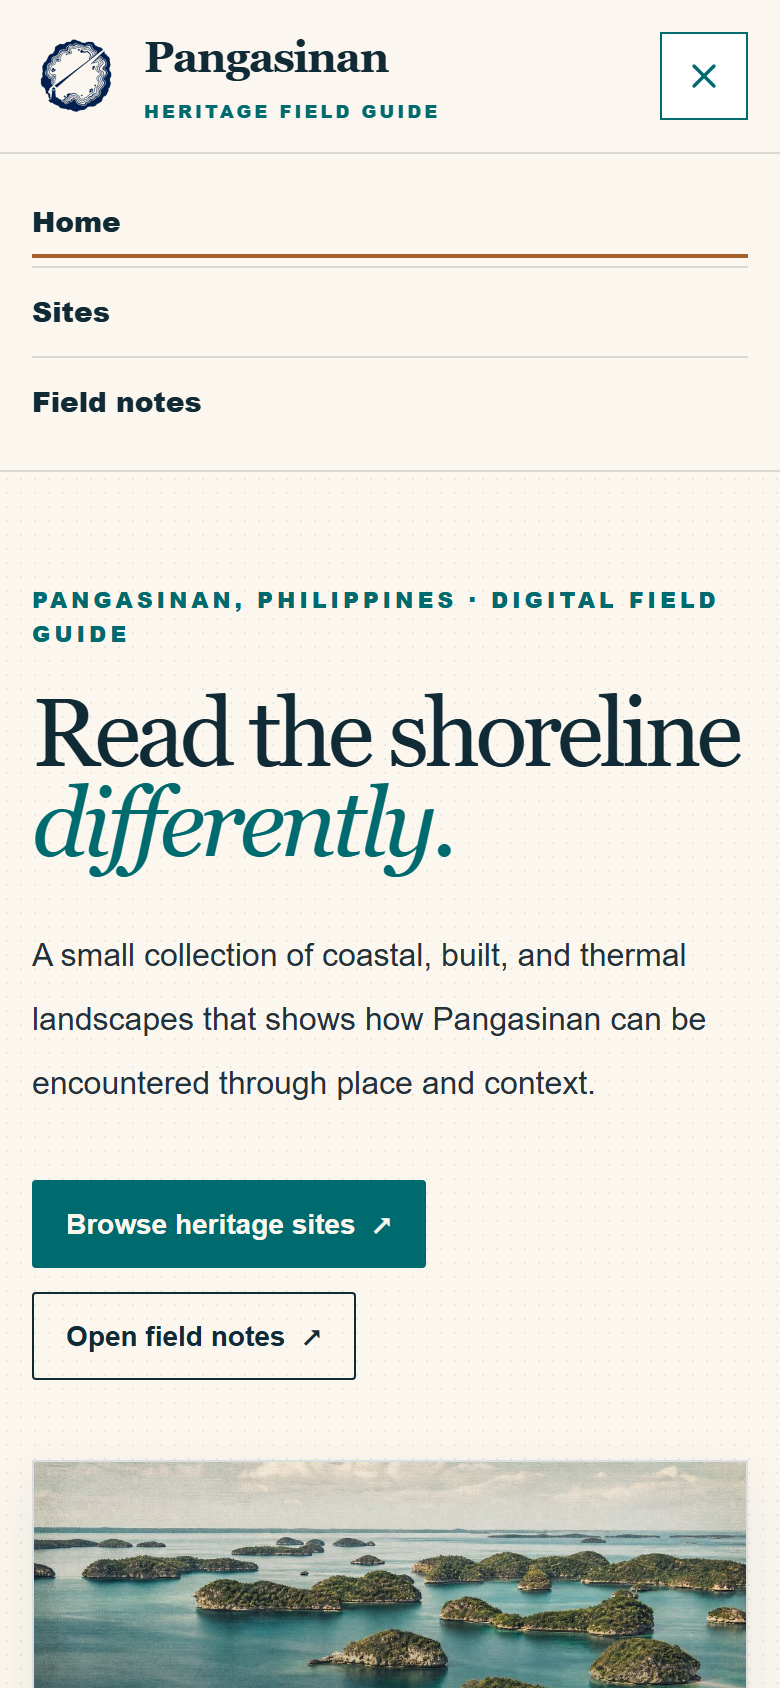 Pangasinan
HERITAGE FIELD GUIDE
Home
Sites
Field notes
PANGASINAN, PHILIPPINES · DIGITAL FIELD
GUIDE
Read the shoreline
differently.
A small collection of coastal, built, and thermal
landscapes that shows how Pangasinan can be
encountered through place and context.
Browse heritage sites ↗
Open field notes ↗